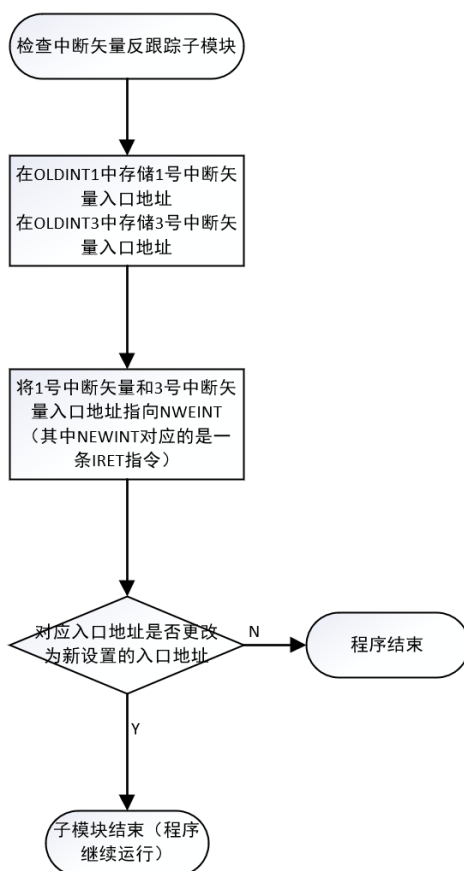 检查中断矢量反跟踪子模块
在OLDINT1中存储1号中断矢
量入口地址
在OLDINT3中存储3号中断矢
量入口地址
将1号中断矢量和3号中断矢
量入口地址指向NWEINT
（其中NEWINT对应的是一
条IRET指令）
对应入口地址是否更改
为新设置的入口地址
N
程序结束
Y
子模块结束（程序
继续运行）